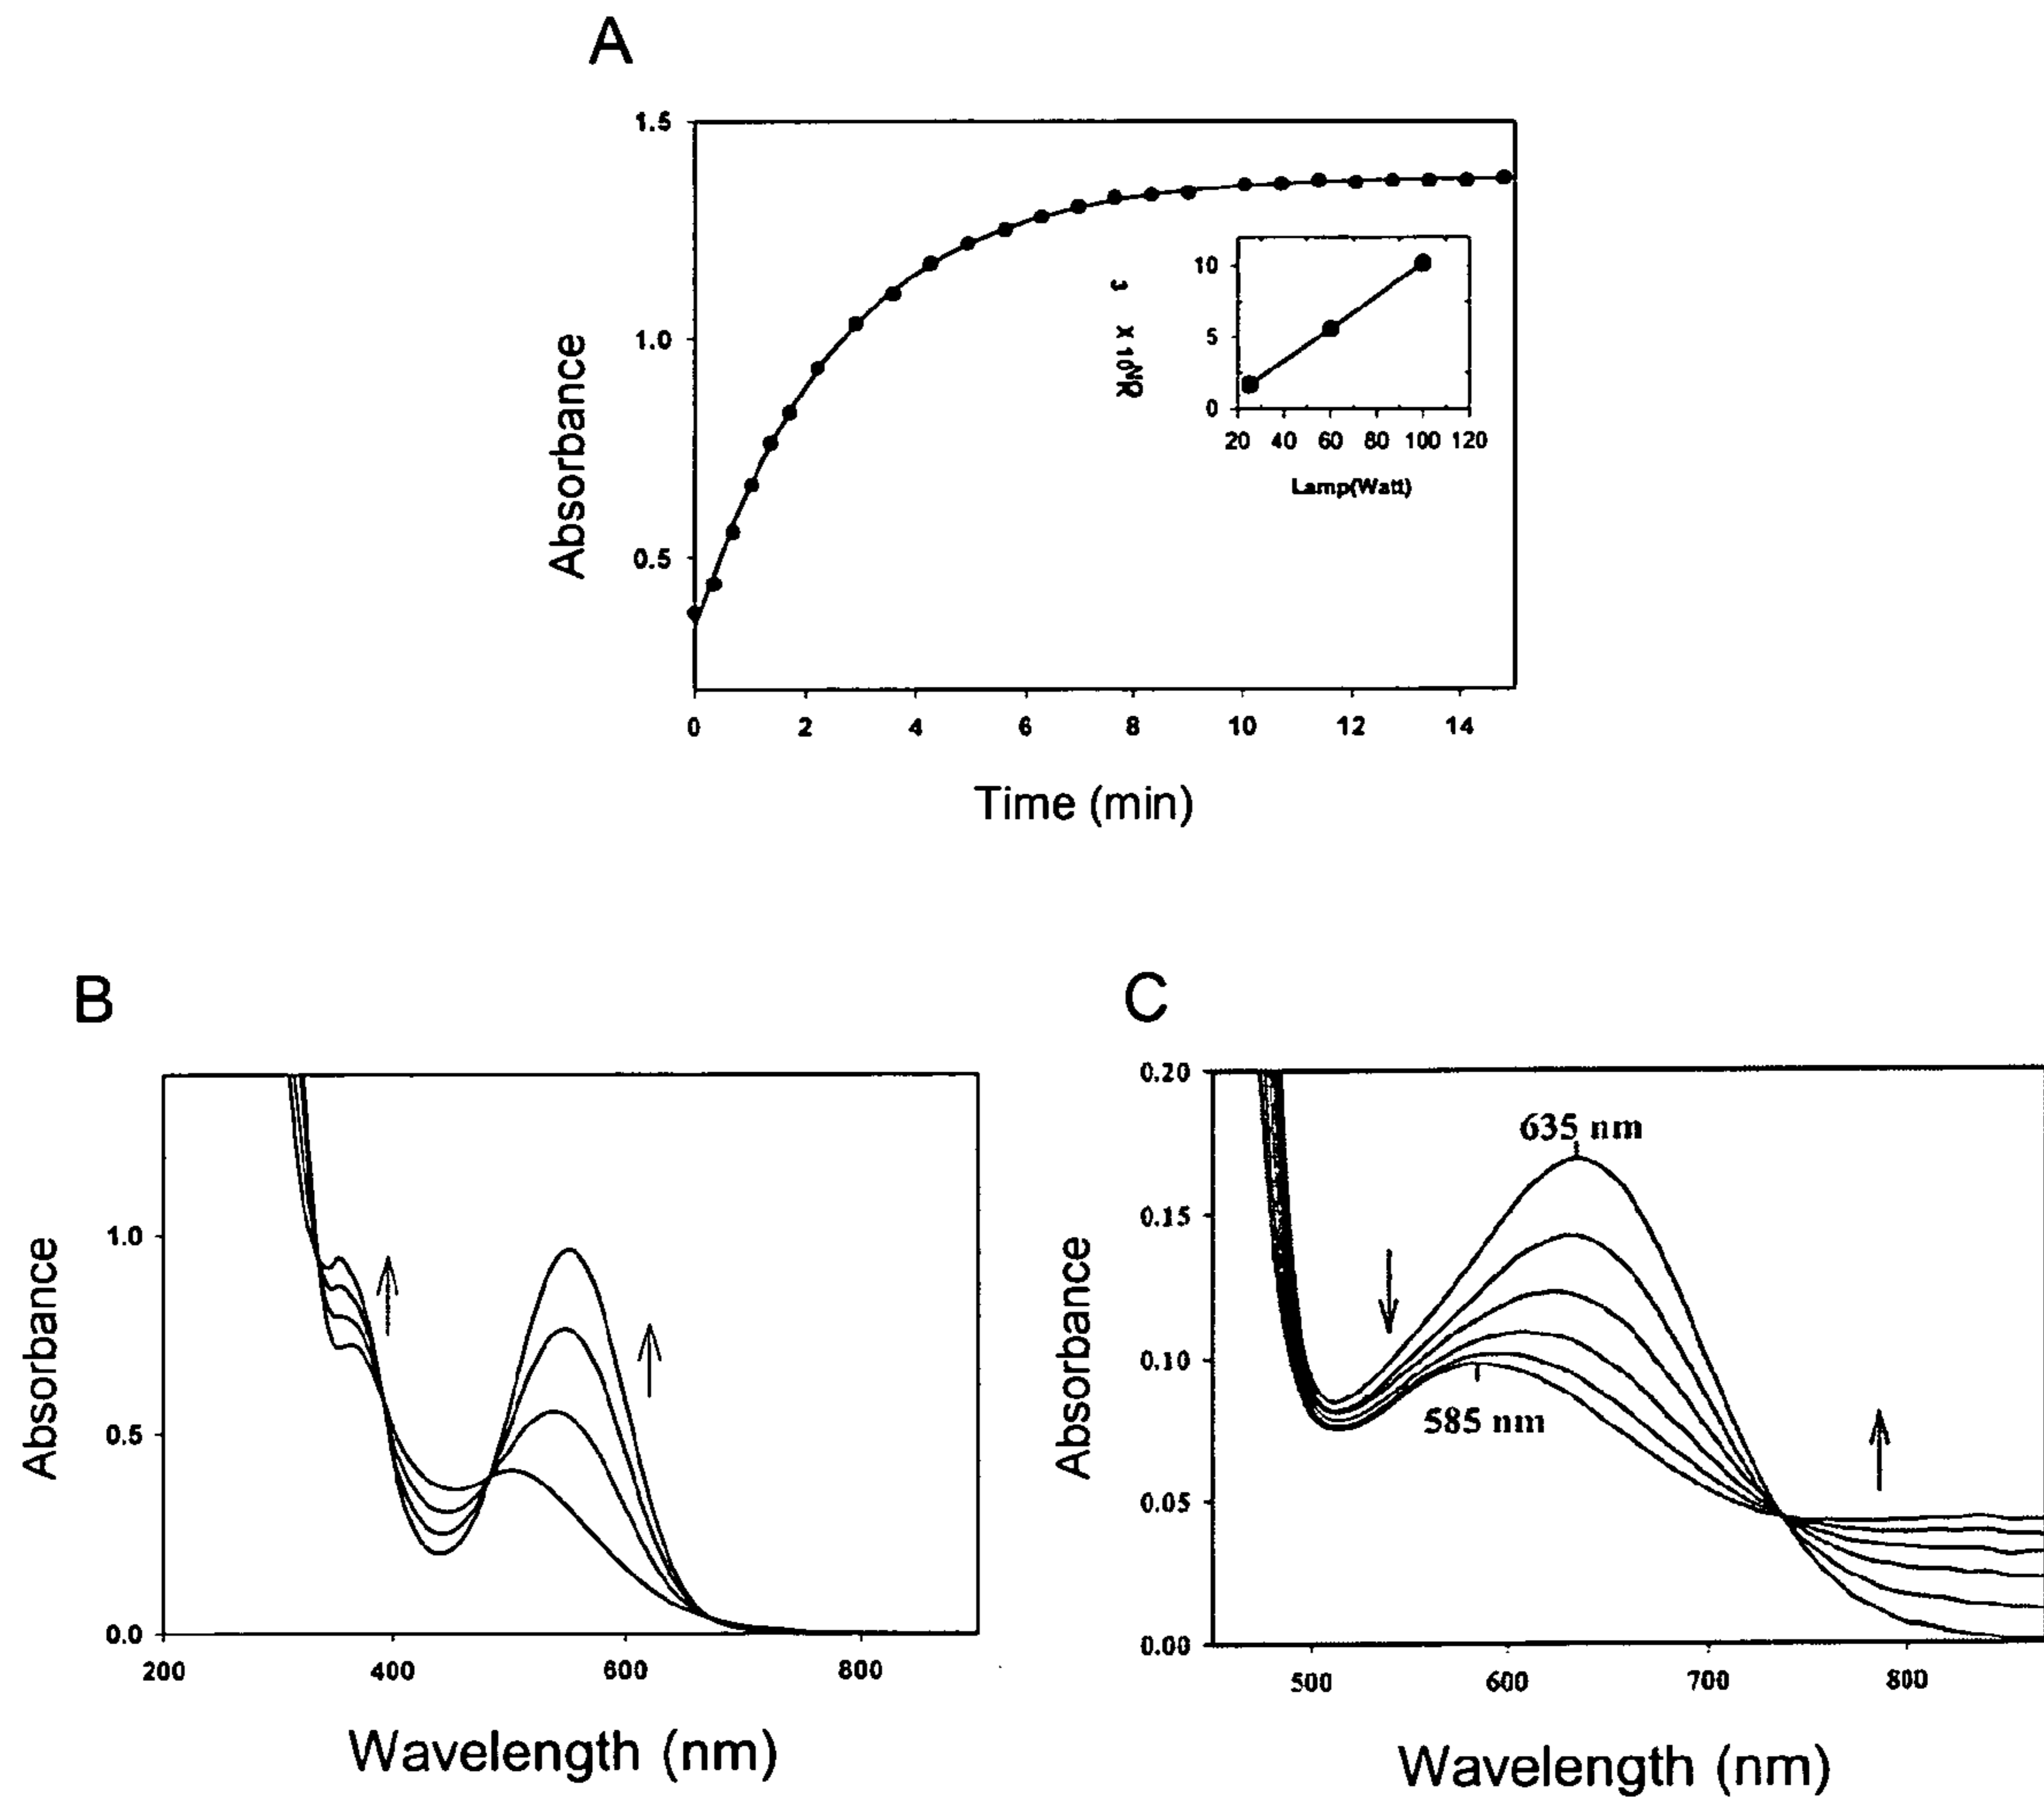 A
1.5
1.0
0.5
Absorbance
0 2 4 6 8 10 12 14
Time (min)
10
5
0
20 40 60 80 100 120
Lamp(Watt)
B
1.0
0.5
0.0
Absorbance
200 400 600 800
Wavelength (nm)
C
0.20
0.15
0.10
0.05
0.00
Absorbance
635 nm
585 nm
500 600 700 800
Wavelength (nm)